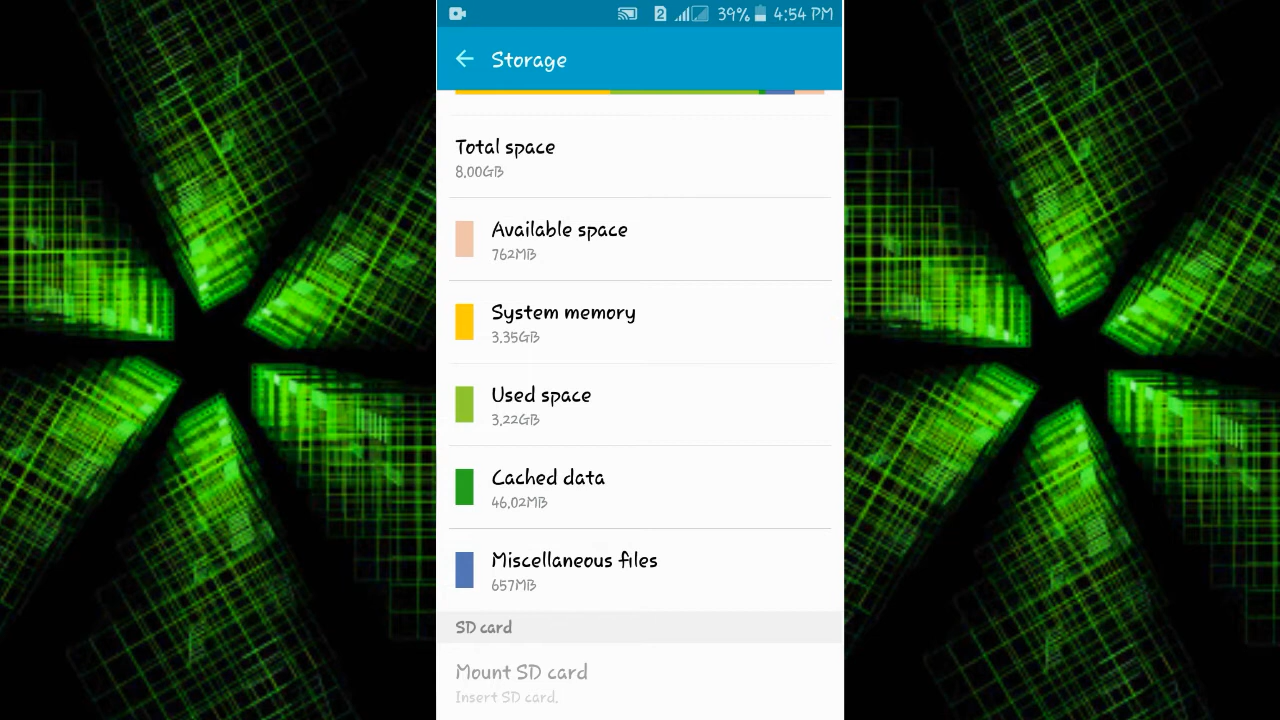 2 39% 4:54 PM
Storage
Total space
8.00GB
Available space
762MB
System memory
3.35GB
Used space
3.22GB
Cached data
46.02MB
Miscellaneous files
657MB
SD card
Mount SD card
Insert SD card.